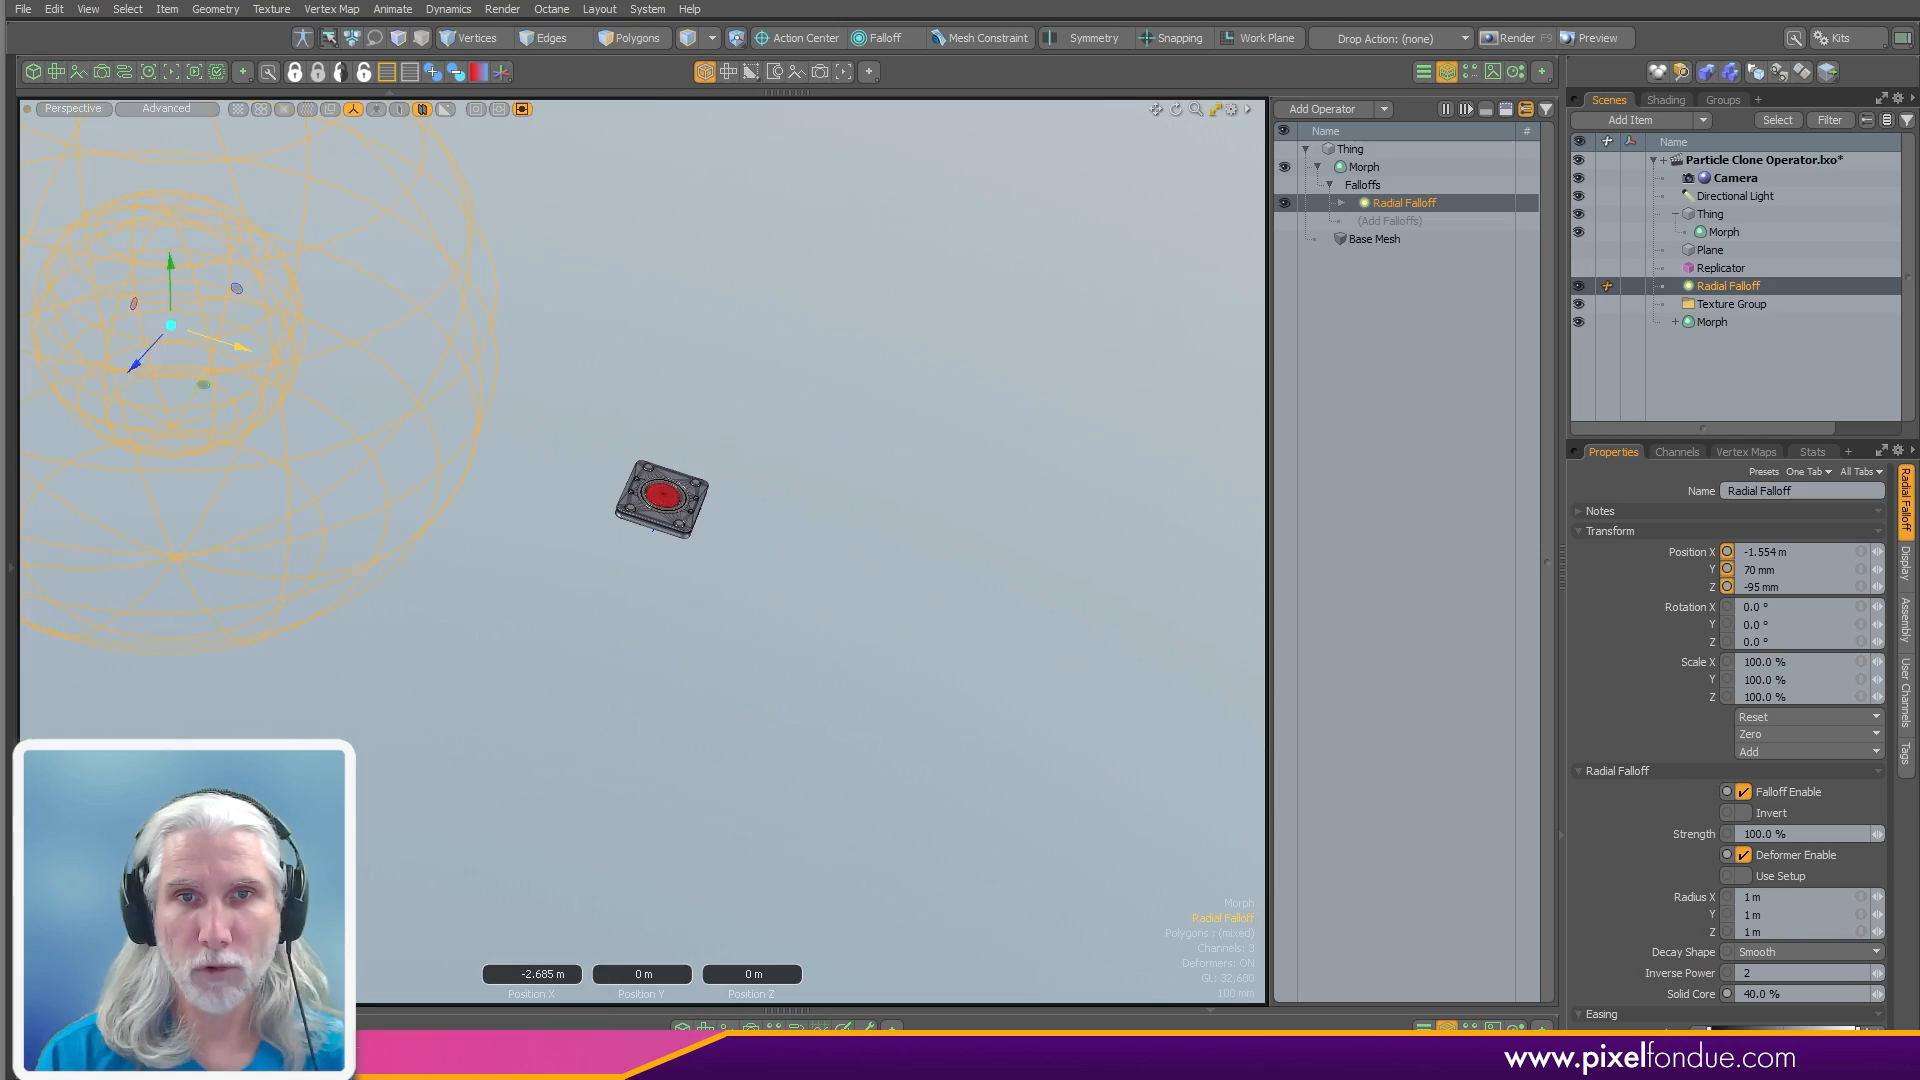 File Edit View Select Item Geometry Texture Vertex Map Animate Dynamics Render Octane Layout System Help
Vertices Edges Polygons Action Center Falloff Mesh Constraint Symmetry Snapping Work Plane Drop Action: (none) Render F9 Preview Kits
Perspective Advanced
Add Operator
Name #
Thing
Morph
Falloffs
Radial Falloff
(Add Falloffs)
Base Mesh
Scenes Shading Groups +
Add Item Select Filter
Name
Particle Clone Operator.lxo*
Camera
Directional Light
Thing
Morph
Plane
Replicator
Radial Falloff
Texture Group
Morph
Properties Channels Vertex Maps Stats +
Presets One Tab All Tabs
Name Radial Falloff
Notes
Transform
Position X -1.554 m
Y 70 mm
Z -95 mm
Rotation X 0.0 °
Y 0.0 °
Z 0.0 °
Scale X 100.0 %
Y 100.0 %
Z 100.0 %
Reset
Zero
Add
Radial Falloff
Falloff Enable
Invert
Strength 100.0 %
Deformer Enable
Use Setup
Radius X 1 m
Y 1 m
Z 1 m
Decay Shape Smooth
Inverse Power 2
Solid Core 40.0 %
Easing
Radial Falloff
Display
Assembly
User Channels
Tags
Morph
Radial Falloff
Polygons : (mixed)
Channels: 3
Deformers: ON
GL: 32,600
100 mm
-2.685 m 0 m 0 m
Position X Position Y Position Z
www.pixelfondue.com